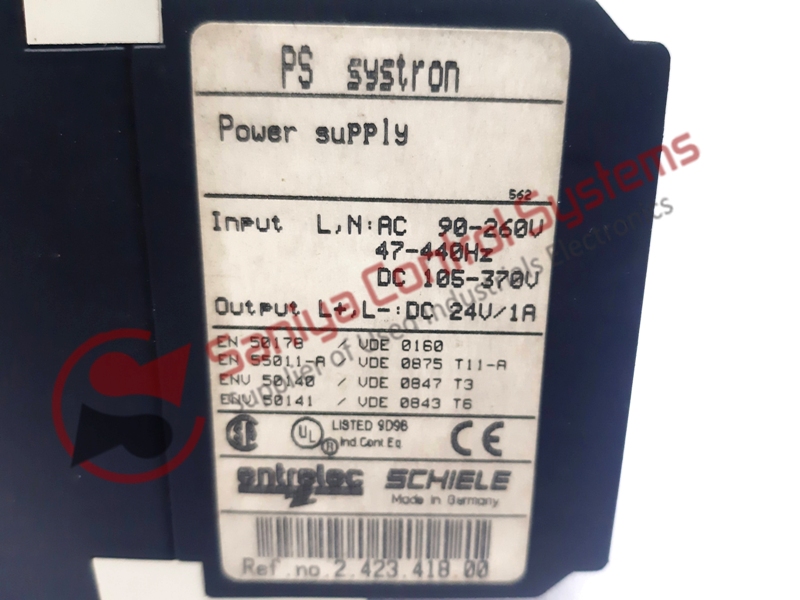 PS systron
Power supply
562
Input L,N:AC 90-260V
47-440Hz
DC 105-370V
Output L+,L-:DC 24V/1A
EN 50178 / VDE 0160
EN 55011-A / VDE 0875 T11-A
ENV 50140 / VDE 0847 T3
ENV 50141 / VDE 0843 T6
UL
R
LISTED 9D96
Ind.Cont.Eq
CE
entrelec SCHIELE
Made in Germany
Ref.no.2.423.418.00
Saniya Control Systems
Supplier of Used Industrials Electronics